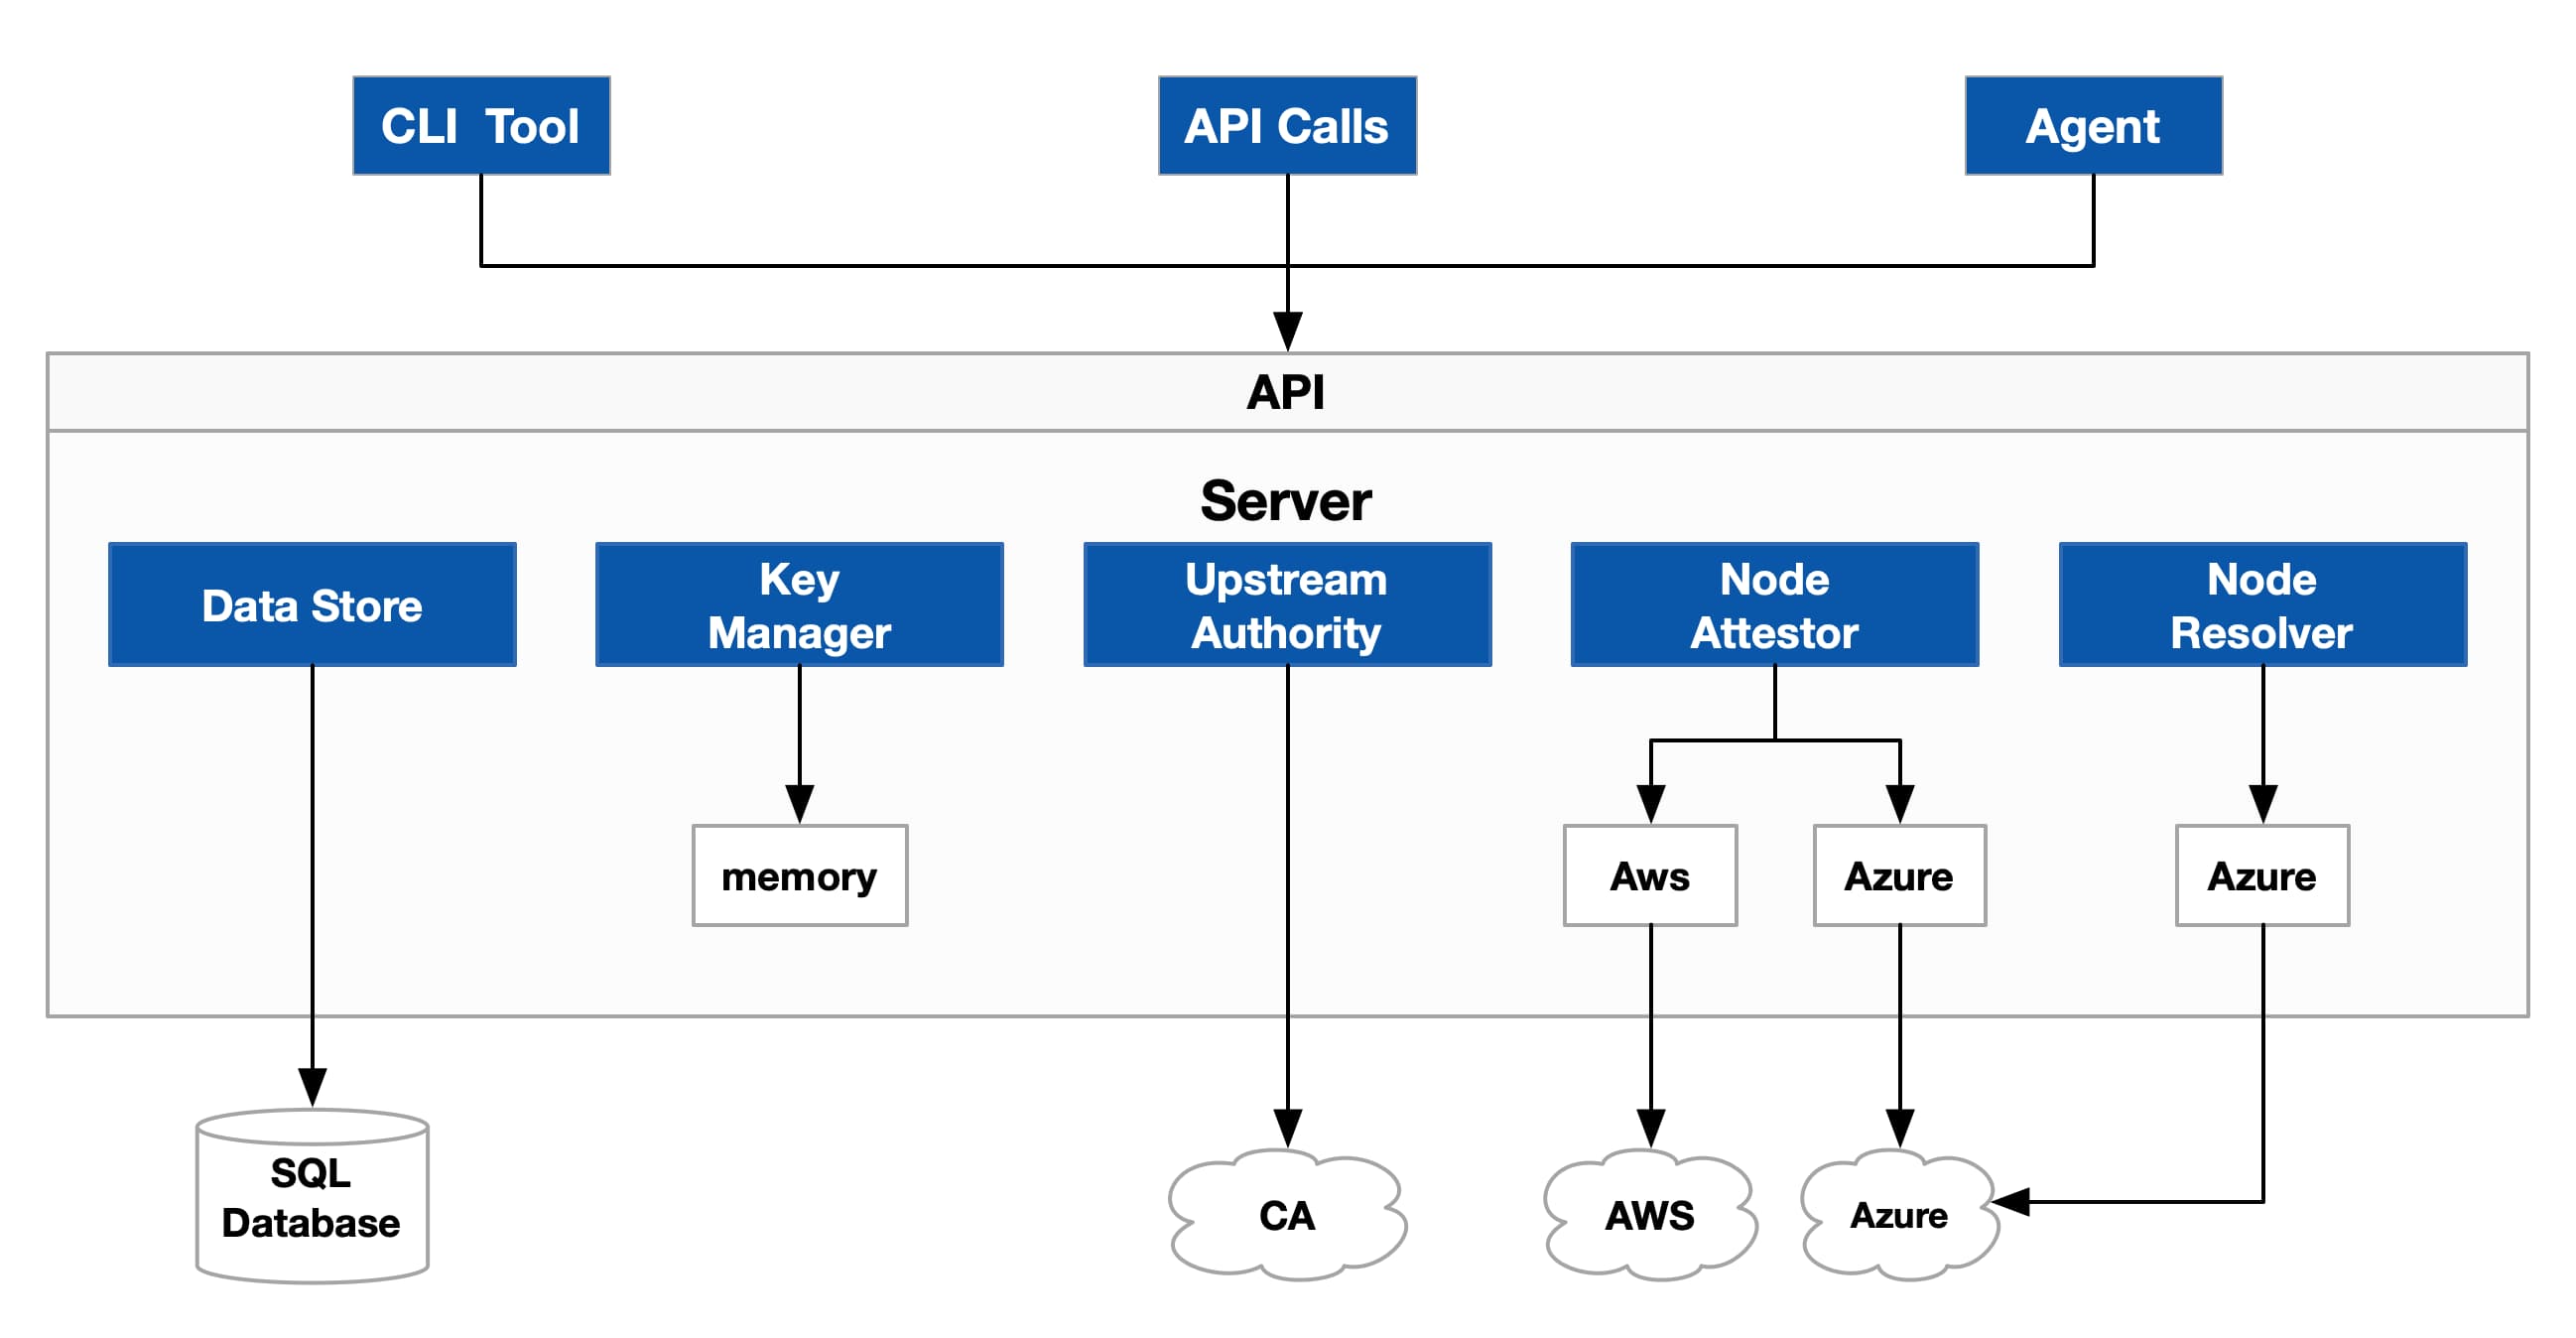 CLI Tool
API Calls
Agent
API
Server
Data Store
Key
Manager
Upstream
Authority
Node
Attestor
Node
Resolver
memory
Aws
Azure
Azure
SQL
Database
CA
AWS
Azure